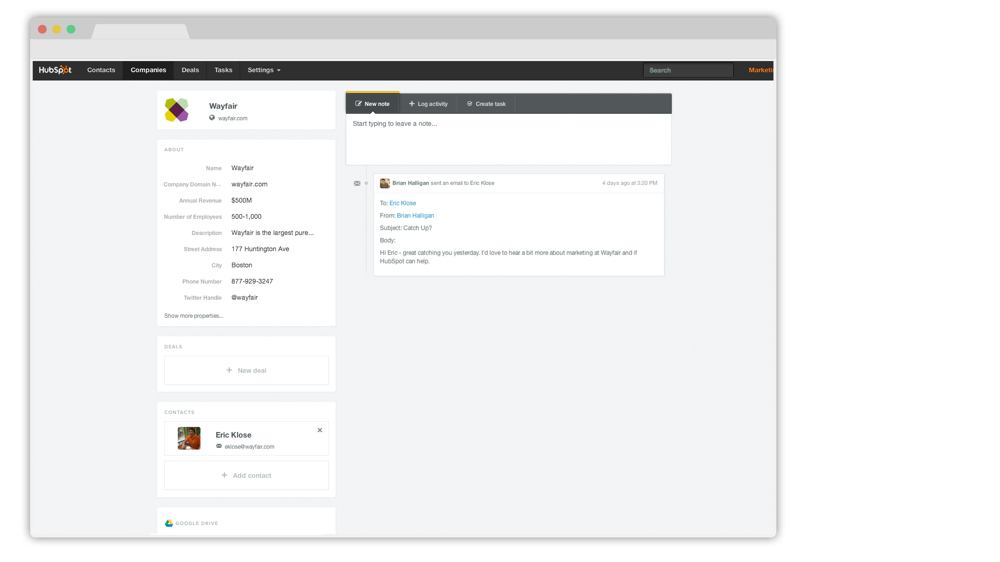 HubSpot Contacts Companies Deals Tasks Settings Search Marketi
Wayfair
wayfair.com
ABOUT
Name Wayfair
Company Domain N... wayfair.com
Annual Revenue $500M
Number of Employees 500-1,000
Description Wayfair is the largest pure...
Street Address 177 Huntington Ave
City Boston
Phone Number 877-929-3247
Twitter Handle @wayfair
Show more properties...
DEALS
New deal
CONTACTS
Eric Klose
eklose@wayfair.com
Add contact
GOOGLE DRIVE
New note Log activity Create task
Start typing to leave a note...
Brian Halligan sent an email to Eric Klose 4 days ago at 3:20 PM
To: Eric Klose
From: Brian Halligan
Subject: Catch Up?
Body:
Hi Eric - great catching you yesterday. I'd love to hear a bit more about marketing at Wayfair and if
HubSpot can help.